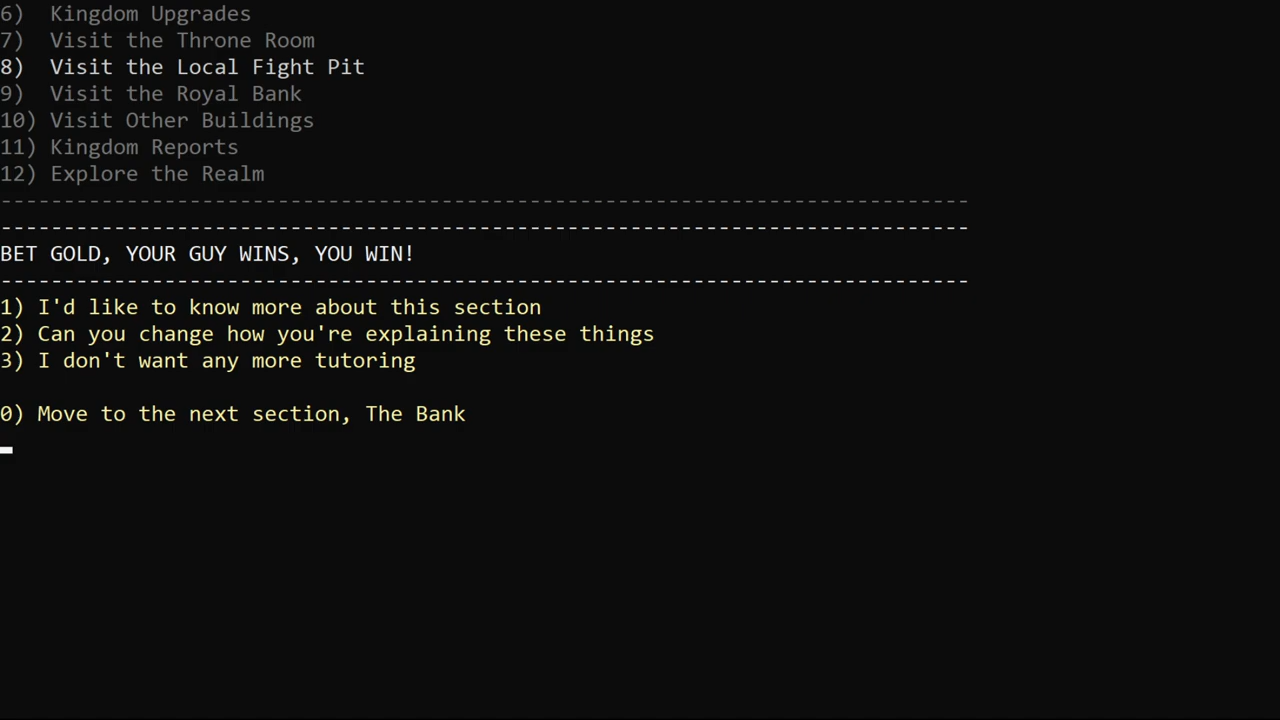 6)  Kingdom Upgrades
7)  Visit the Throne Room
8)  Visit the Local Fight Pit
9)  Visit the Royal Bank
10) Visit Other Buildings
11) Kingdom Reports
12) Explore the Realm
-----------------------------------------------------------------------------
-----------------------------------------------------------------------------
BET GOLD, YOUR GUY WINS, YOU WIN!
-----------------------------------------------------------------------------
1) I'd like to know more about this section
2) Can you change how you're explaining these things
3) I don't want any more tutoring
0) Move to the next section, The Bank